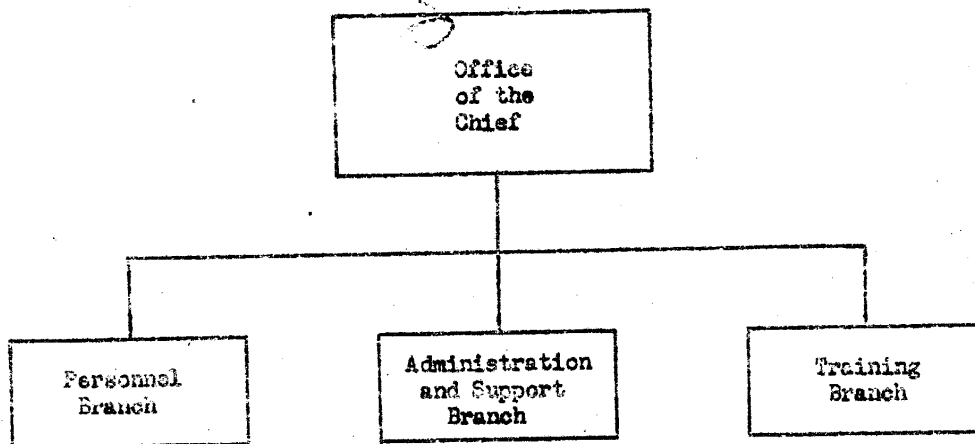 Office
of the
Chief
Personnel
Branch
Administration
and Support
Branch
Training
Branch